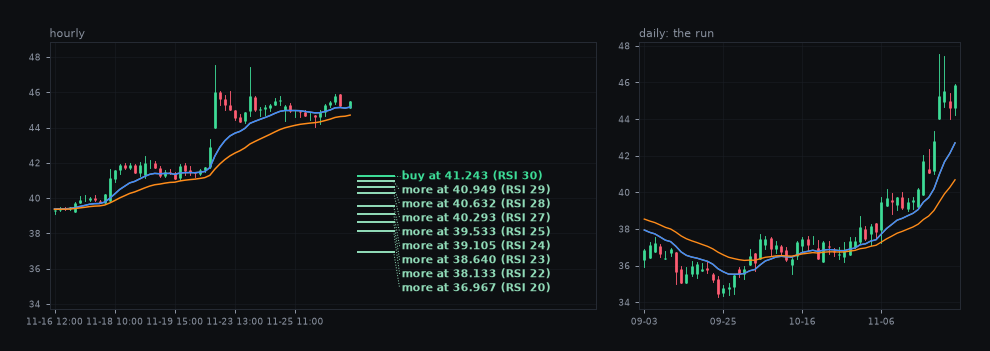 hourly
48
46
44
42
40
38
36
34
11-16 12:00 11-18 10:00 11-19 15:00 11-23 13:00 11-25 11:00
buy at 41.243 (RSI 30)
more at 40.949 (RSI 29)
more at 40.632 (RSI 28)
more at 40.293 (RSI 27)
more at 39.533 (RSI 25)
more at 39.105 (RSI 24)
more at 38.640 (RSI 23)
more at 38.133 (RSI 22)
more at 36.967 (RSI 20)
daily: the run
48
46
44
42
40
38
36
34
09-03 09-25 10-16 11-06